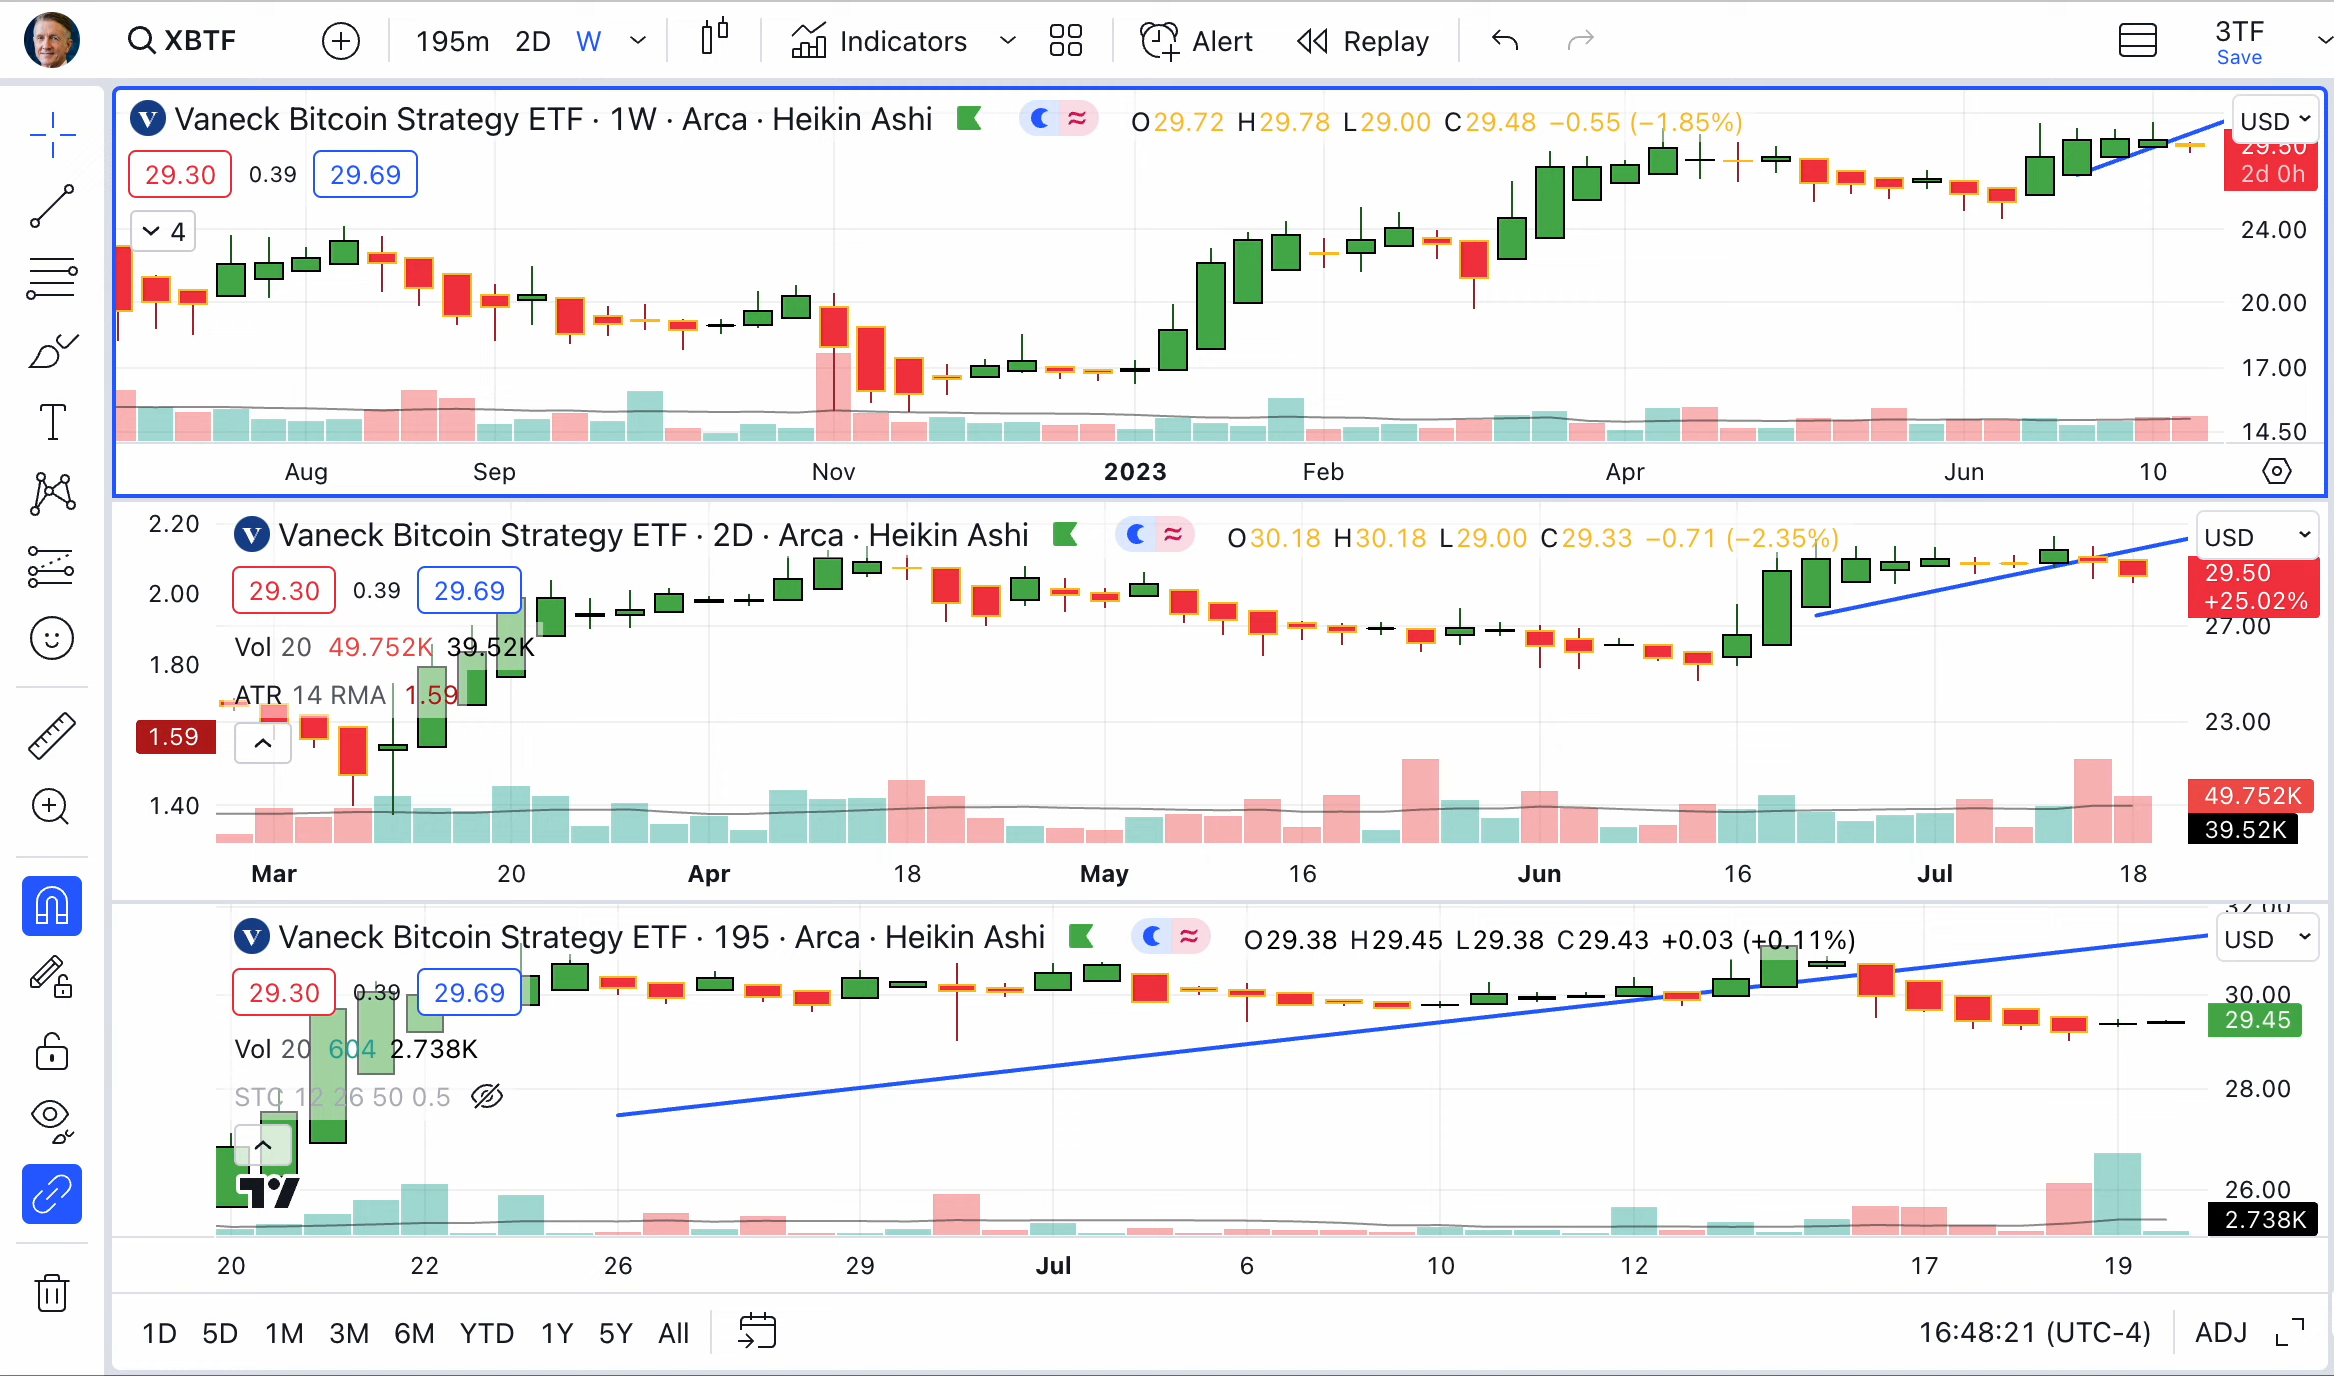 XBTF 195m 2D W Indicators Alert Replay 3TF
Save
Vaneck Bitcoin Strategy ETF · 1W · Arca · Heikin Ashi O29.72 H29.78 L29.00 C29.48 −0.55 (−1.85%) USD
29.50
2d 0h
29.30 0.39 29.69
4
24.00
20.00
17.00
14.50
Aug Sep Nov 2023 Feb Apr Jun 10
Vaneck Bitcoin Strategy ETF · 2D · Arca · Heikin Ashi O30.18 H30.18 L29.00 C29.33 −0.71 (−2.35%) USD
2.20
2.00
1.80
1.59
1.40
29.30 0.39 29.69
Vol 20 49.752K 39.52K
ATR 14 RMA 1.59
29.50
+25.02%
27.00
23.00
49.752K
39.52K
Mar 20 Apr 18 May 16 Jun 16 Jul 18
Vaneck Bitcoin Strategy ETF · 195 · Arca · Heikin Ashi O29.38 H29.45 L29.38 C29.43 +0.03 (+0.11%) USD
32.00
29.30 0.39 29.69
Vol 20 604 2.738K
STC 12 26 50 0.5
30.00
29.45
28.00
26.00
2.738K
20 22 26 29 Jul 6 10 12 17 19
1D 5D 1M 3M 6M YTD 1Y 5Y All 16:48:21 (UTC-4) ADJ